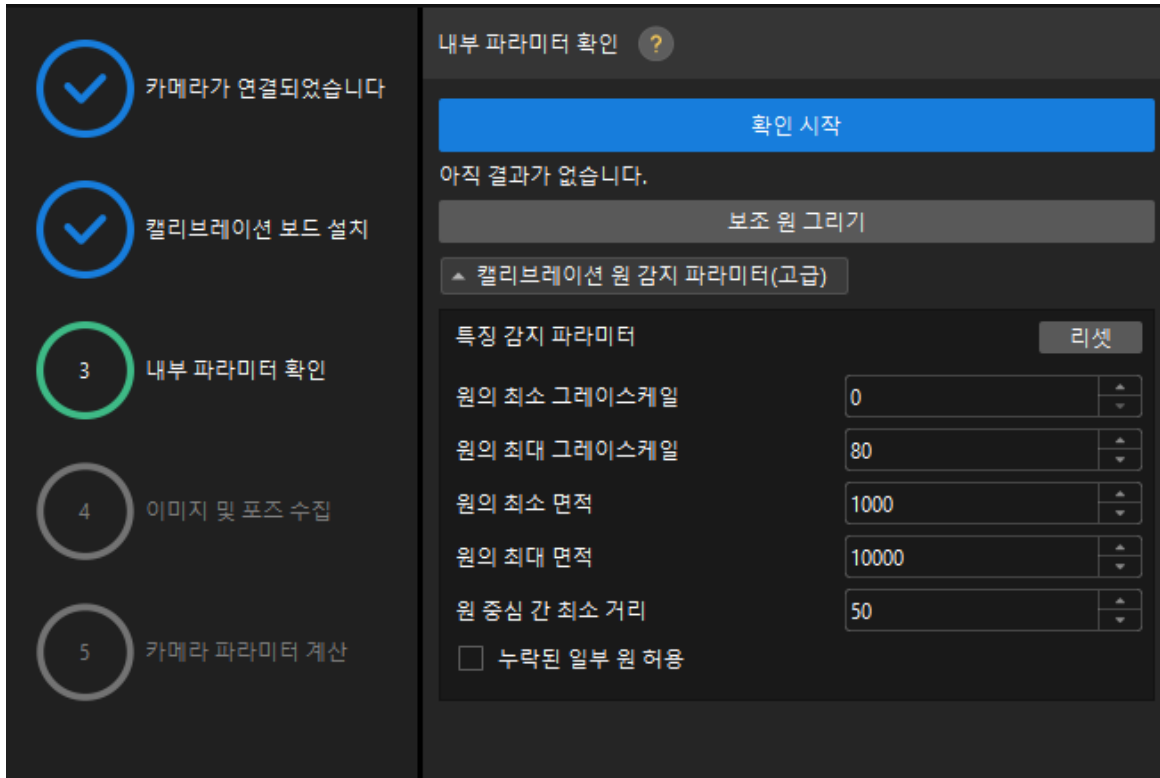 카메라가 연결되었습니다
캘리브레이션 보드 설치
3
내부 파라미터 확인
4
이미지 및 포즈 수집
5
카메라 파라미터 계산
내부 파라미터 확인 ?
확인 시작
아직 결과가 없습니다.
보조 원 그리기
캘리브레이션 원 감지 파라미터(고급)
특징 감지 파라미터 리셋
원의 최소 그레이스케일 0
원의 최대 그레이스케일 80
원의 최소 면적 1000
원의 최대 면적 10000
원 중심 간 최소 거리 50
누락된 일부 원 허용